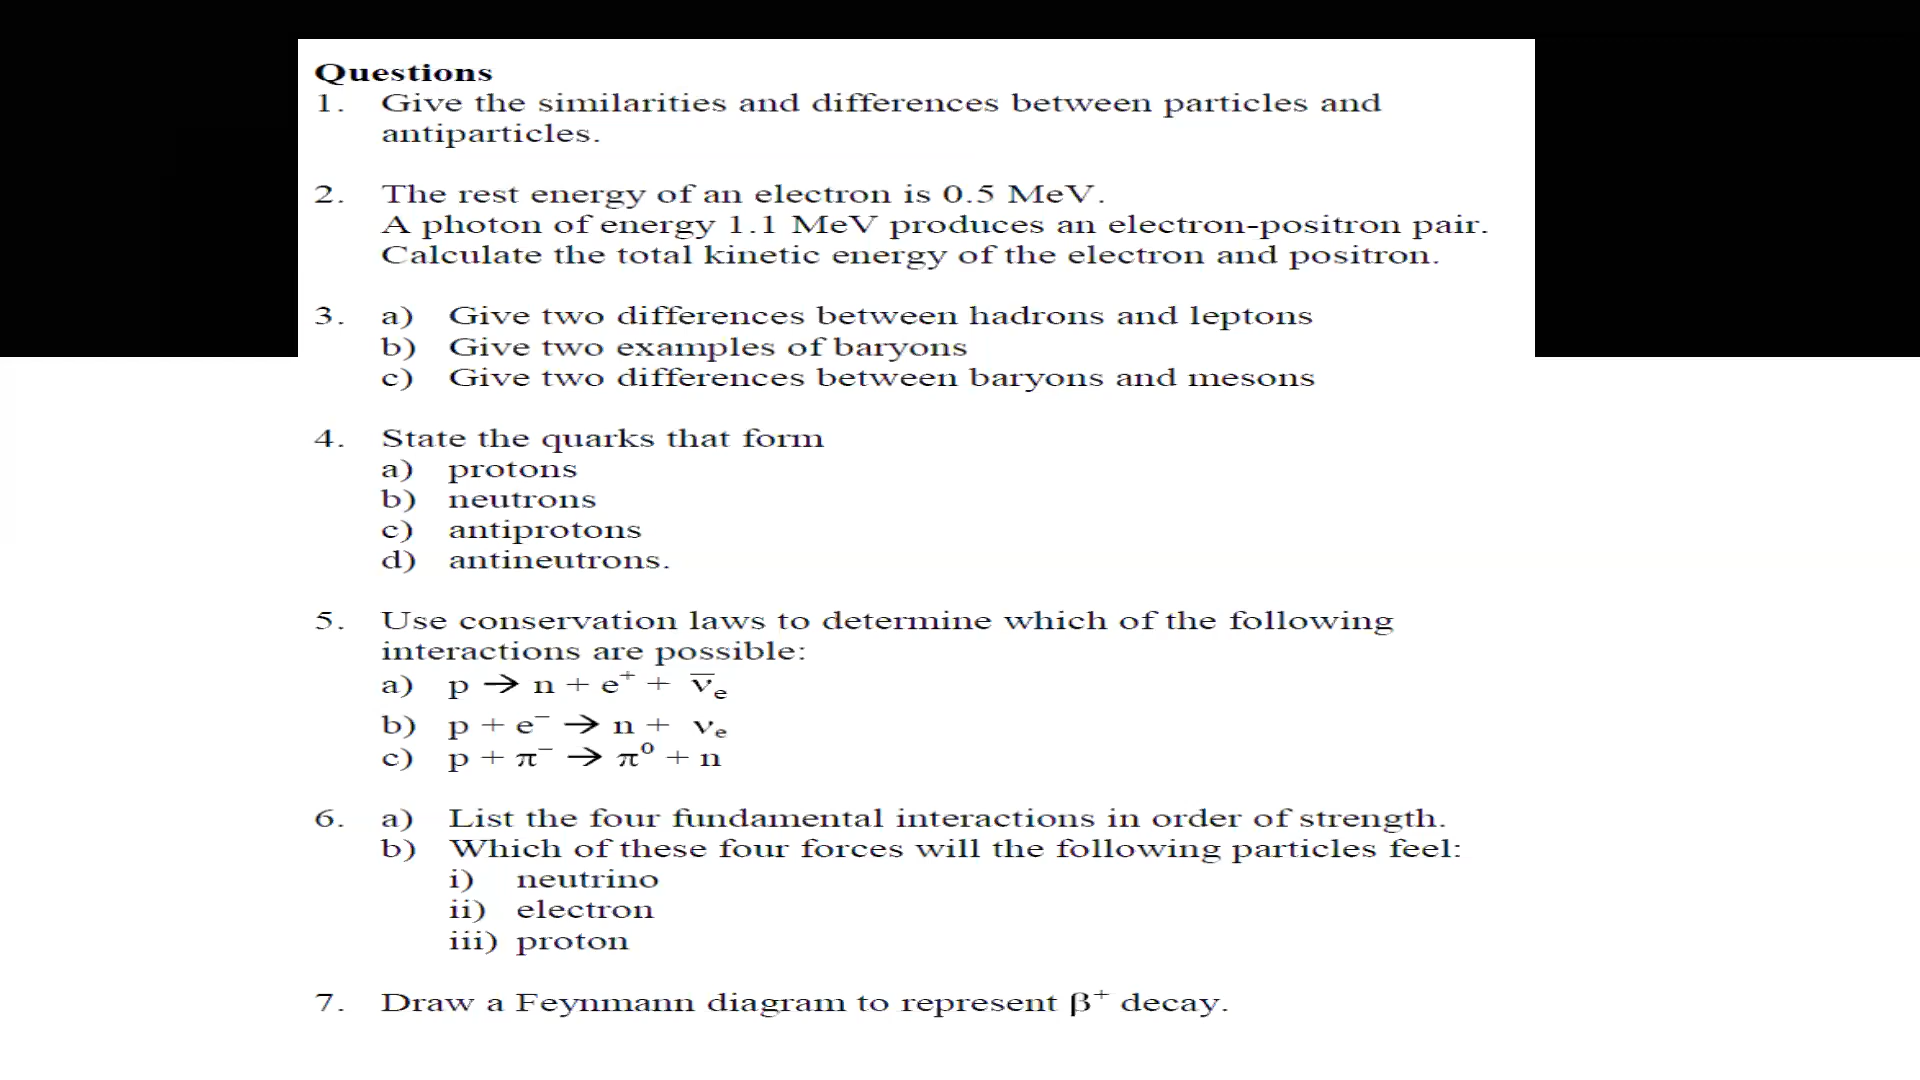 Questions
1. Give the similarities and differences between particles and
antiparticles.
2. The rest energy of an electron is 0.5 MeV.
A photon of energy 1.1 MeV produces an electron-positron pair.
Calculate the total kinetic energy of the electron and positron.
3. a) Give two differences between hadrons and leptons
b) Give two examples of baryons
c) Give two differences between baryons and mesons
4. State the quarks that form
a) protons
b) neutrons
c) antiprotons
d) antineutrons.
5. Use conservation laws to determine which of the following
interactions are possible:
a) p → n + e⁺ + ν̅ₑ
b) p + e⁻ → n + νₑ
c) p + π⁻ → π⁰ + n
6. a) List the four fundamental interactions in order of strength.
b) Which of these four forces will the following particles feel:
i) neutrino
ii) electron
iii) proton
7. Draw a Feynmann diagram to represent β⁺ decay.